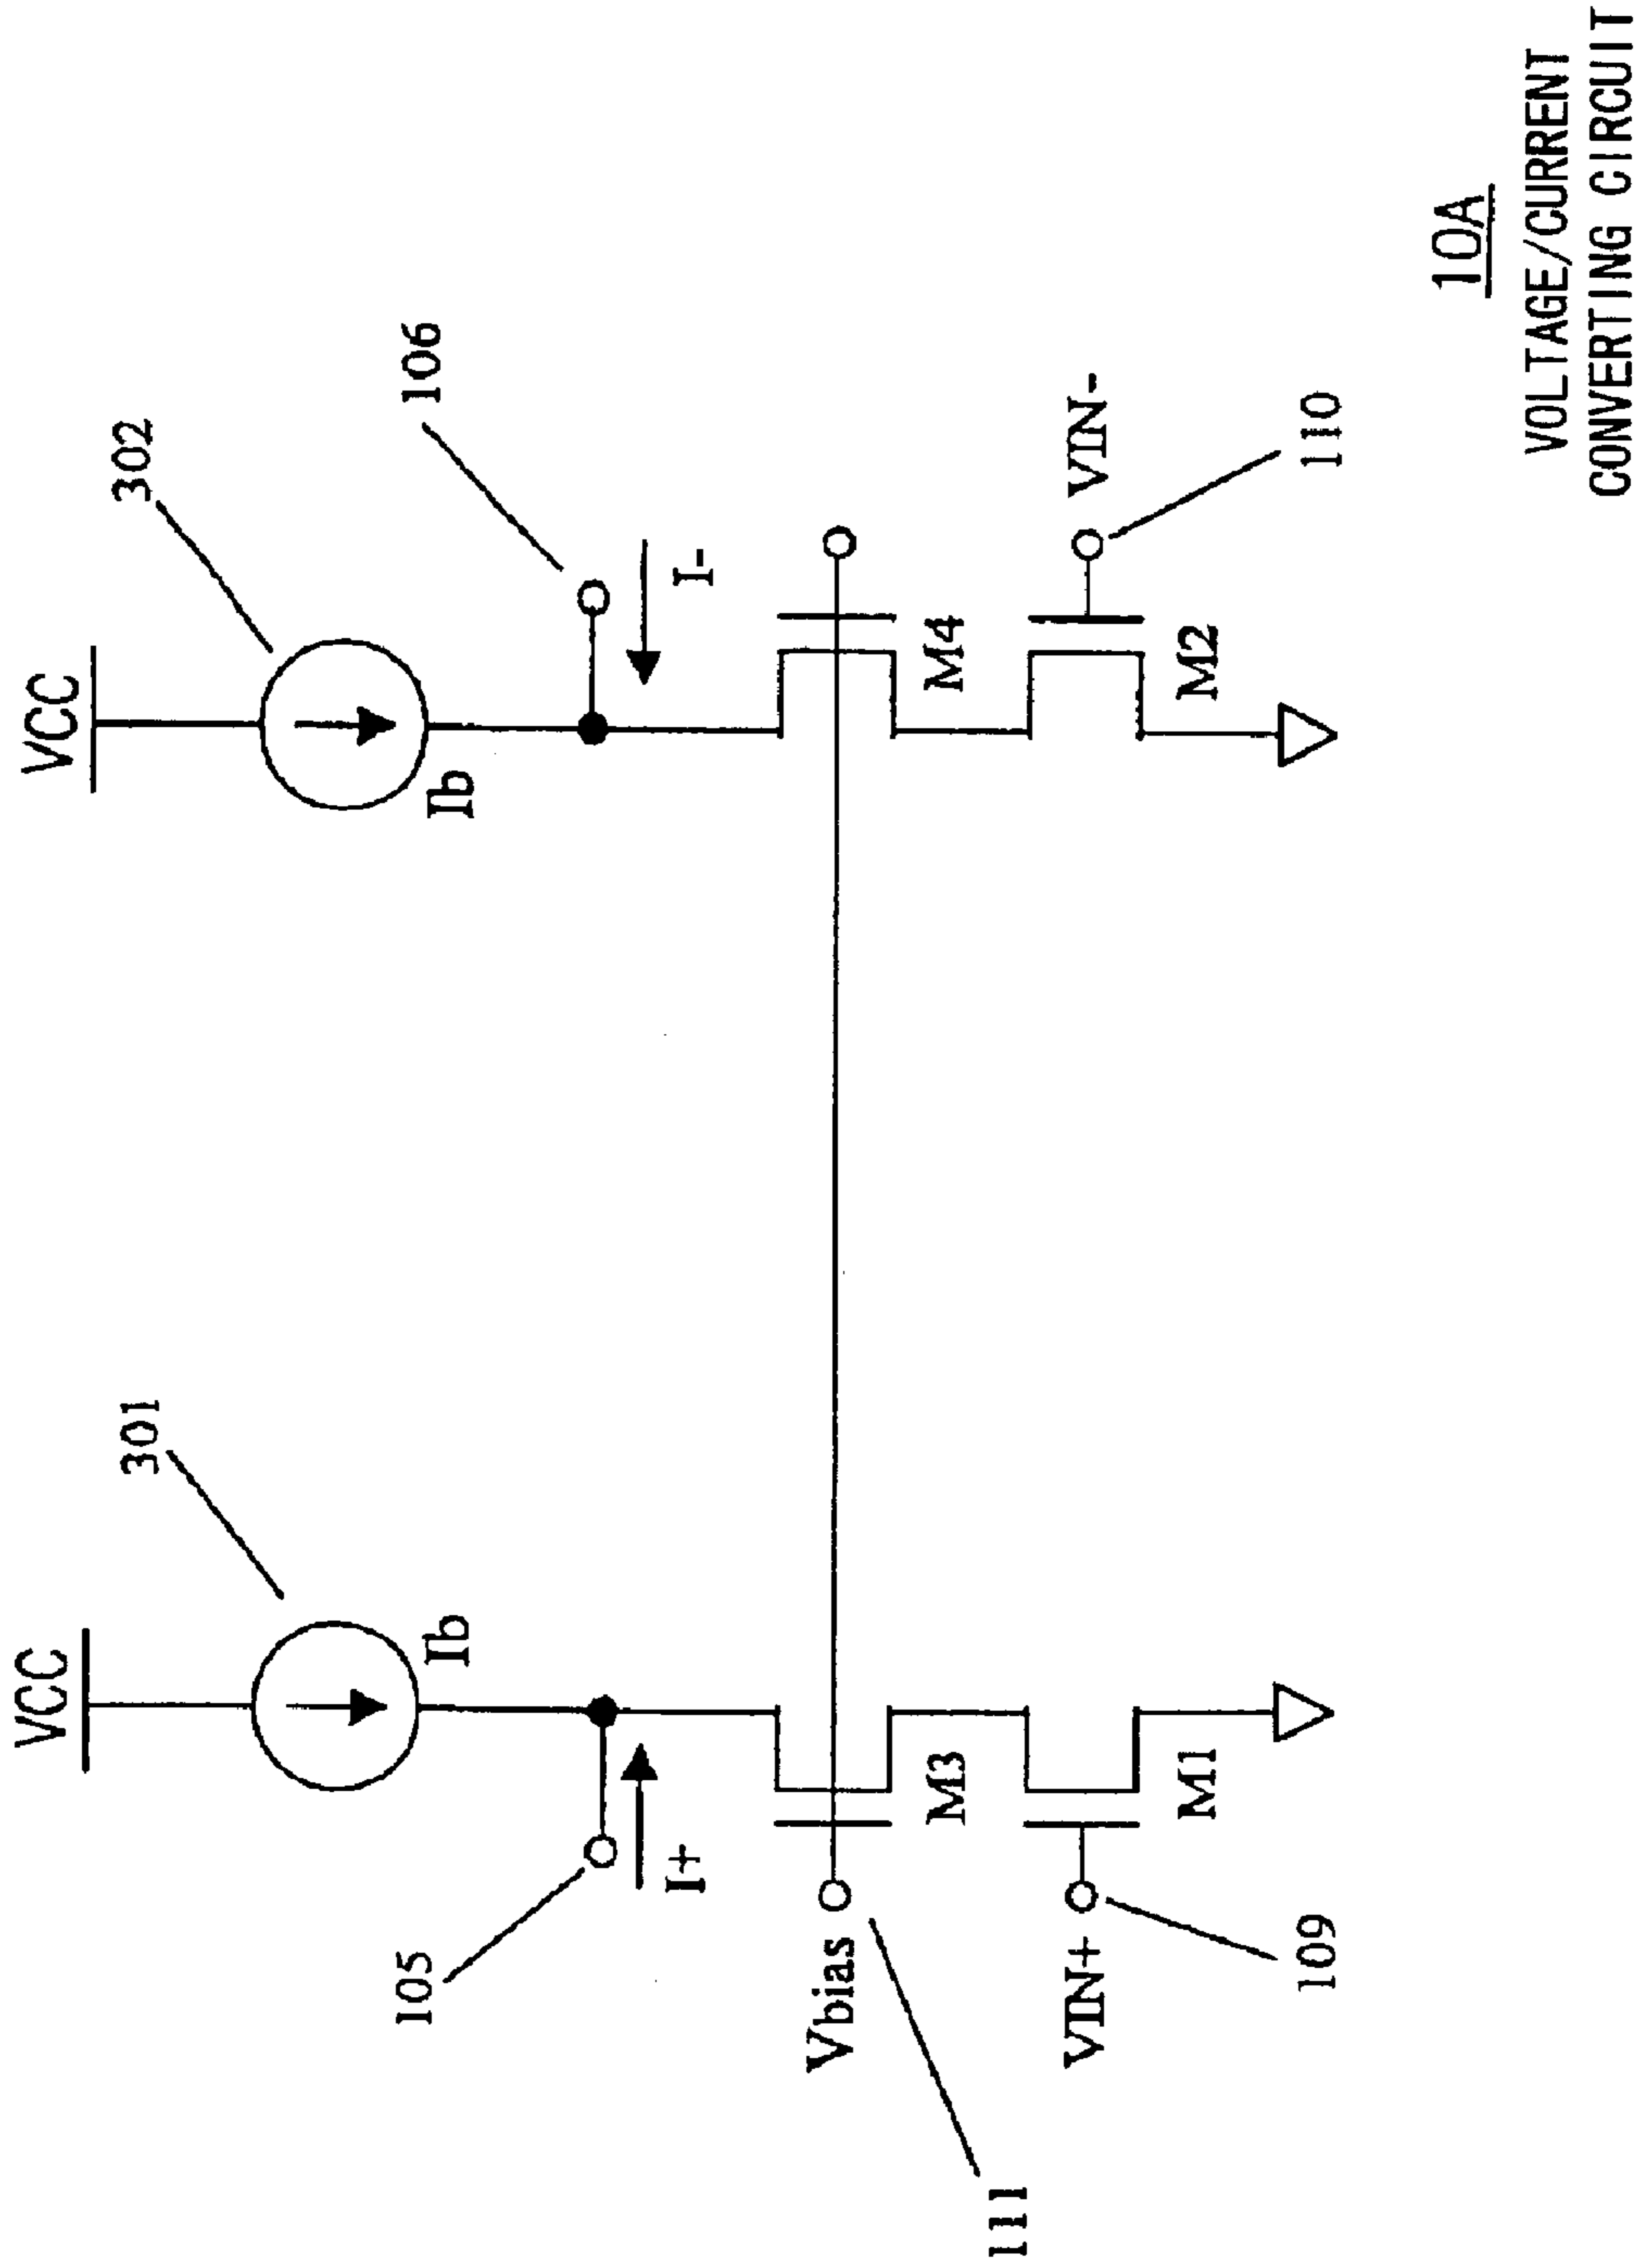 VCC
VCC
301
302
105
Ib
Ib
106
I+
I-
Vbias
M3
M4
111
VIN+
VIN-
M1
M2
109
110
10A
VOLTAGE/CURRENT
CONVERTING CIRCUIT